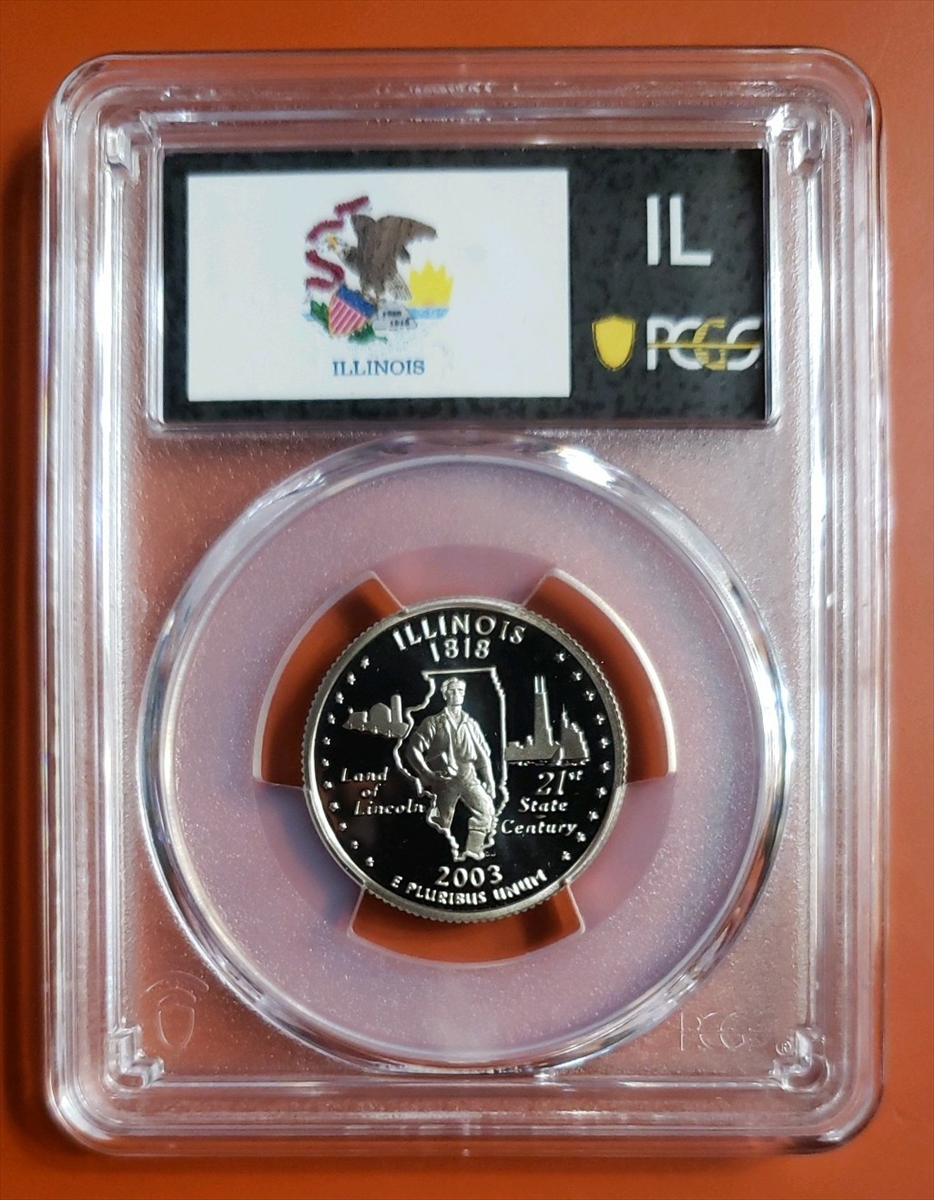 IL
PCGS
ILLINOIS
ILLINOIS
1818
Land
of
Lincoln
21st
State
Century
2003
E PLURIBUS UNUM
PCGS